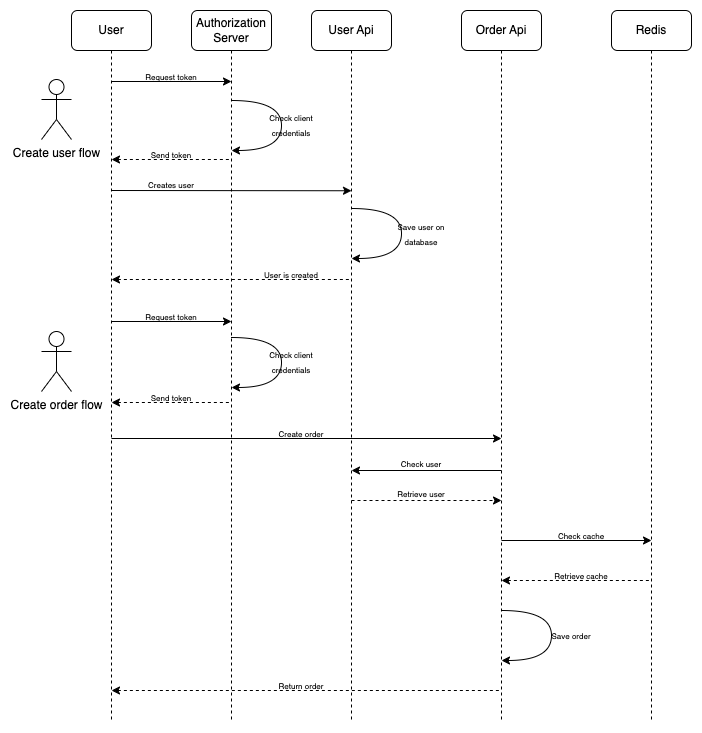 User
Authorization
Server
User Api
Order Api
Redis
Request token
Check client
credentials
Create user flow
Send token
Creates user
Save user on
database
User is created
Request token
Check client
credentials
Create order flow
Send token
Create order
Check user
Retrieve user
Check cache
Retrieve cache
Save order
Return order